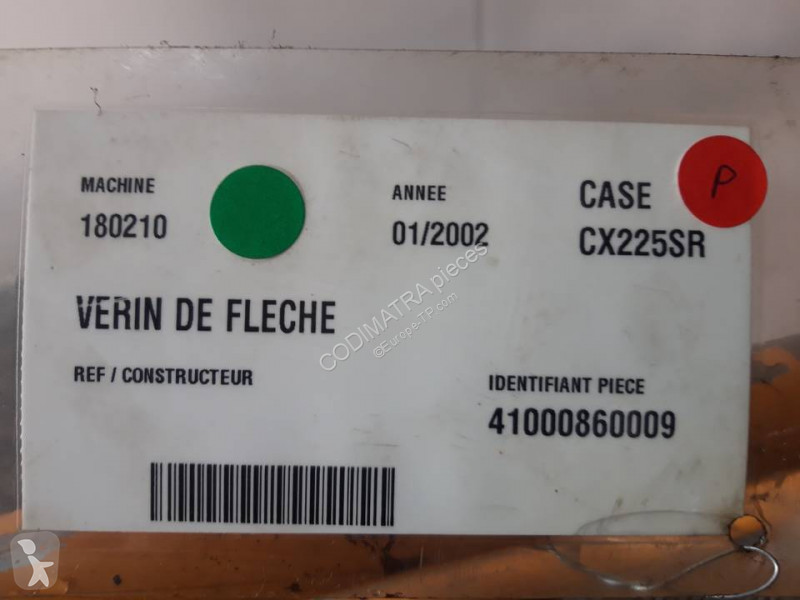 MACHINE
180210
ANNEE
01/2002
CASE
CX225SR
P
VERIN DE FLECHE
REF / CONSTRUCTEUR
IDENTIFIANT PIECE
41000860009
CODIMATRA pieces
©Europe-TP.com